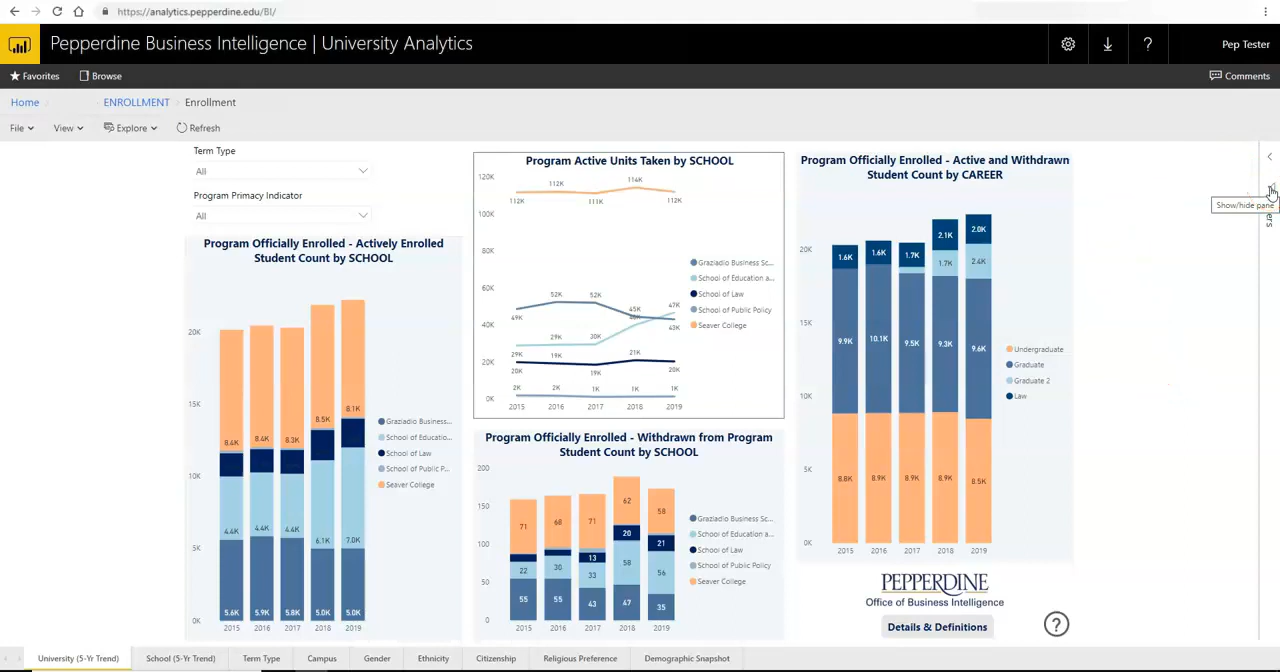 https://analytics.pepperdine.edu/BI/
Pepperdine Business Intelligence | University Analytics
?
Pep Tester
Favorites
Browse
Comments
Home
ENROLLMENT
Enrollment
File
View
Explore
Refresh
Term Type
All
Program Primacy Indicator
All
Program Officially Enrolled - Actively Enrolled
Student Count by SCHOOL
20K
15K
10K
5K
0K
8.4K 8.4K 8.3K 8.5K 8.1K
4.4K 4.4K 4.4K 6.1K 7.0K
5.6K 5.9K 5.8K 5.0K 5.0K
2015 2016 2017 2018 2019
Graziadio Business...
School of Educatio...
School of Law
School of Public P...
Seaver College
Program Active Units Taken by SCHOOL
120K
100K
80K
60K
40K
20K
0K
112K 112K 111K 114K 112K
49K 52K 52K 45K 43K
29K 29K 30K 40K 47K
20K 19K 19K 21K 20K
2K 2K 1K 1K 1K
2015 2016 2017 2018 2019
Graziadio Business Sc...
School of Education a...
School of Law
School of Public Policy
Seaver College
Program Officially Enrolled - Withdrawn from Program
Student Count by SCHOOL
200
150
100
50
0
71 68 71 62 58
13 20 21
22 30 33 58 56
55 55 43 47 35
2015 2016 2017 2018 2019
Graziadio Business Sc...
School of Education a...
School of Law
School of Public Policy
Seaver College
Program Officially Enrolled - Active and Withdrawn
Student Count by CAREER
20K
15K
10K
5K
0K
1.6K 1.6K 1.7K 2.1K 2.0K
1.7K 2.4K
9.9K 10.1K 9.5K 9.3K 9.6K
8.8K 8.9K 8.9K 8.9K 8.5K
2015 2016 2017 2018 2019
Undergraduate
Graduate
Graduate 2
Law
PEPPERDINE
Office of Business Intelligence
Details & Definitions
?
Show/hide pane
ers
University (5-Yr Trend)
School (5-Yr Trend)
Term Type
Campus
Gender
Ethnicity
Citizenship
Religious Preference
Demographic Snapshot